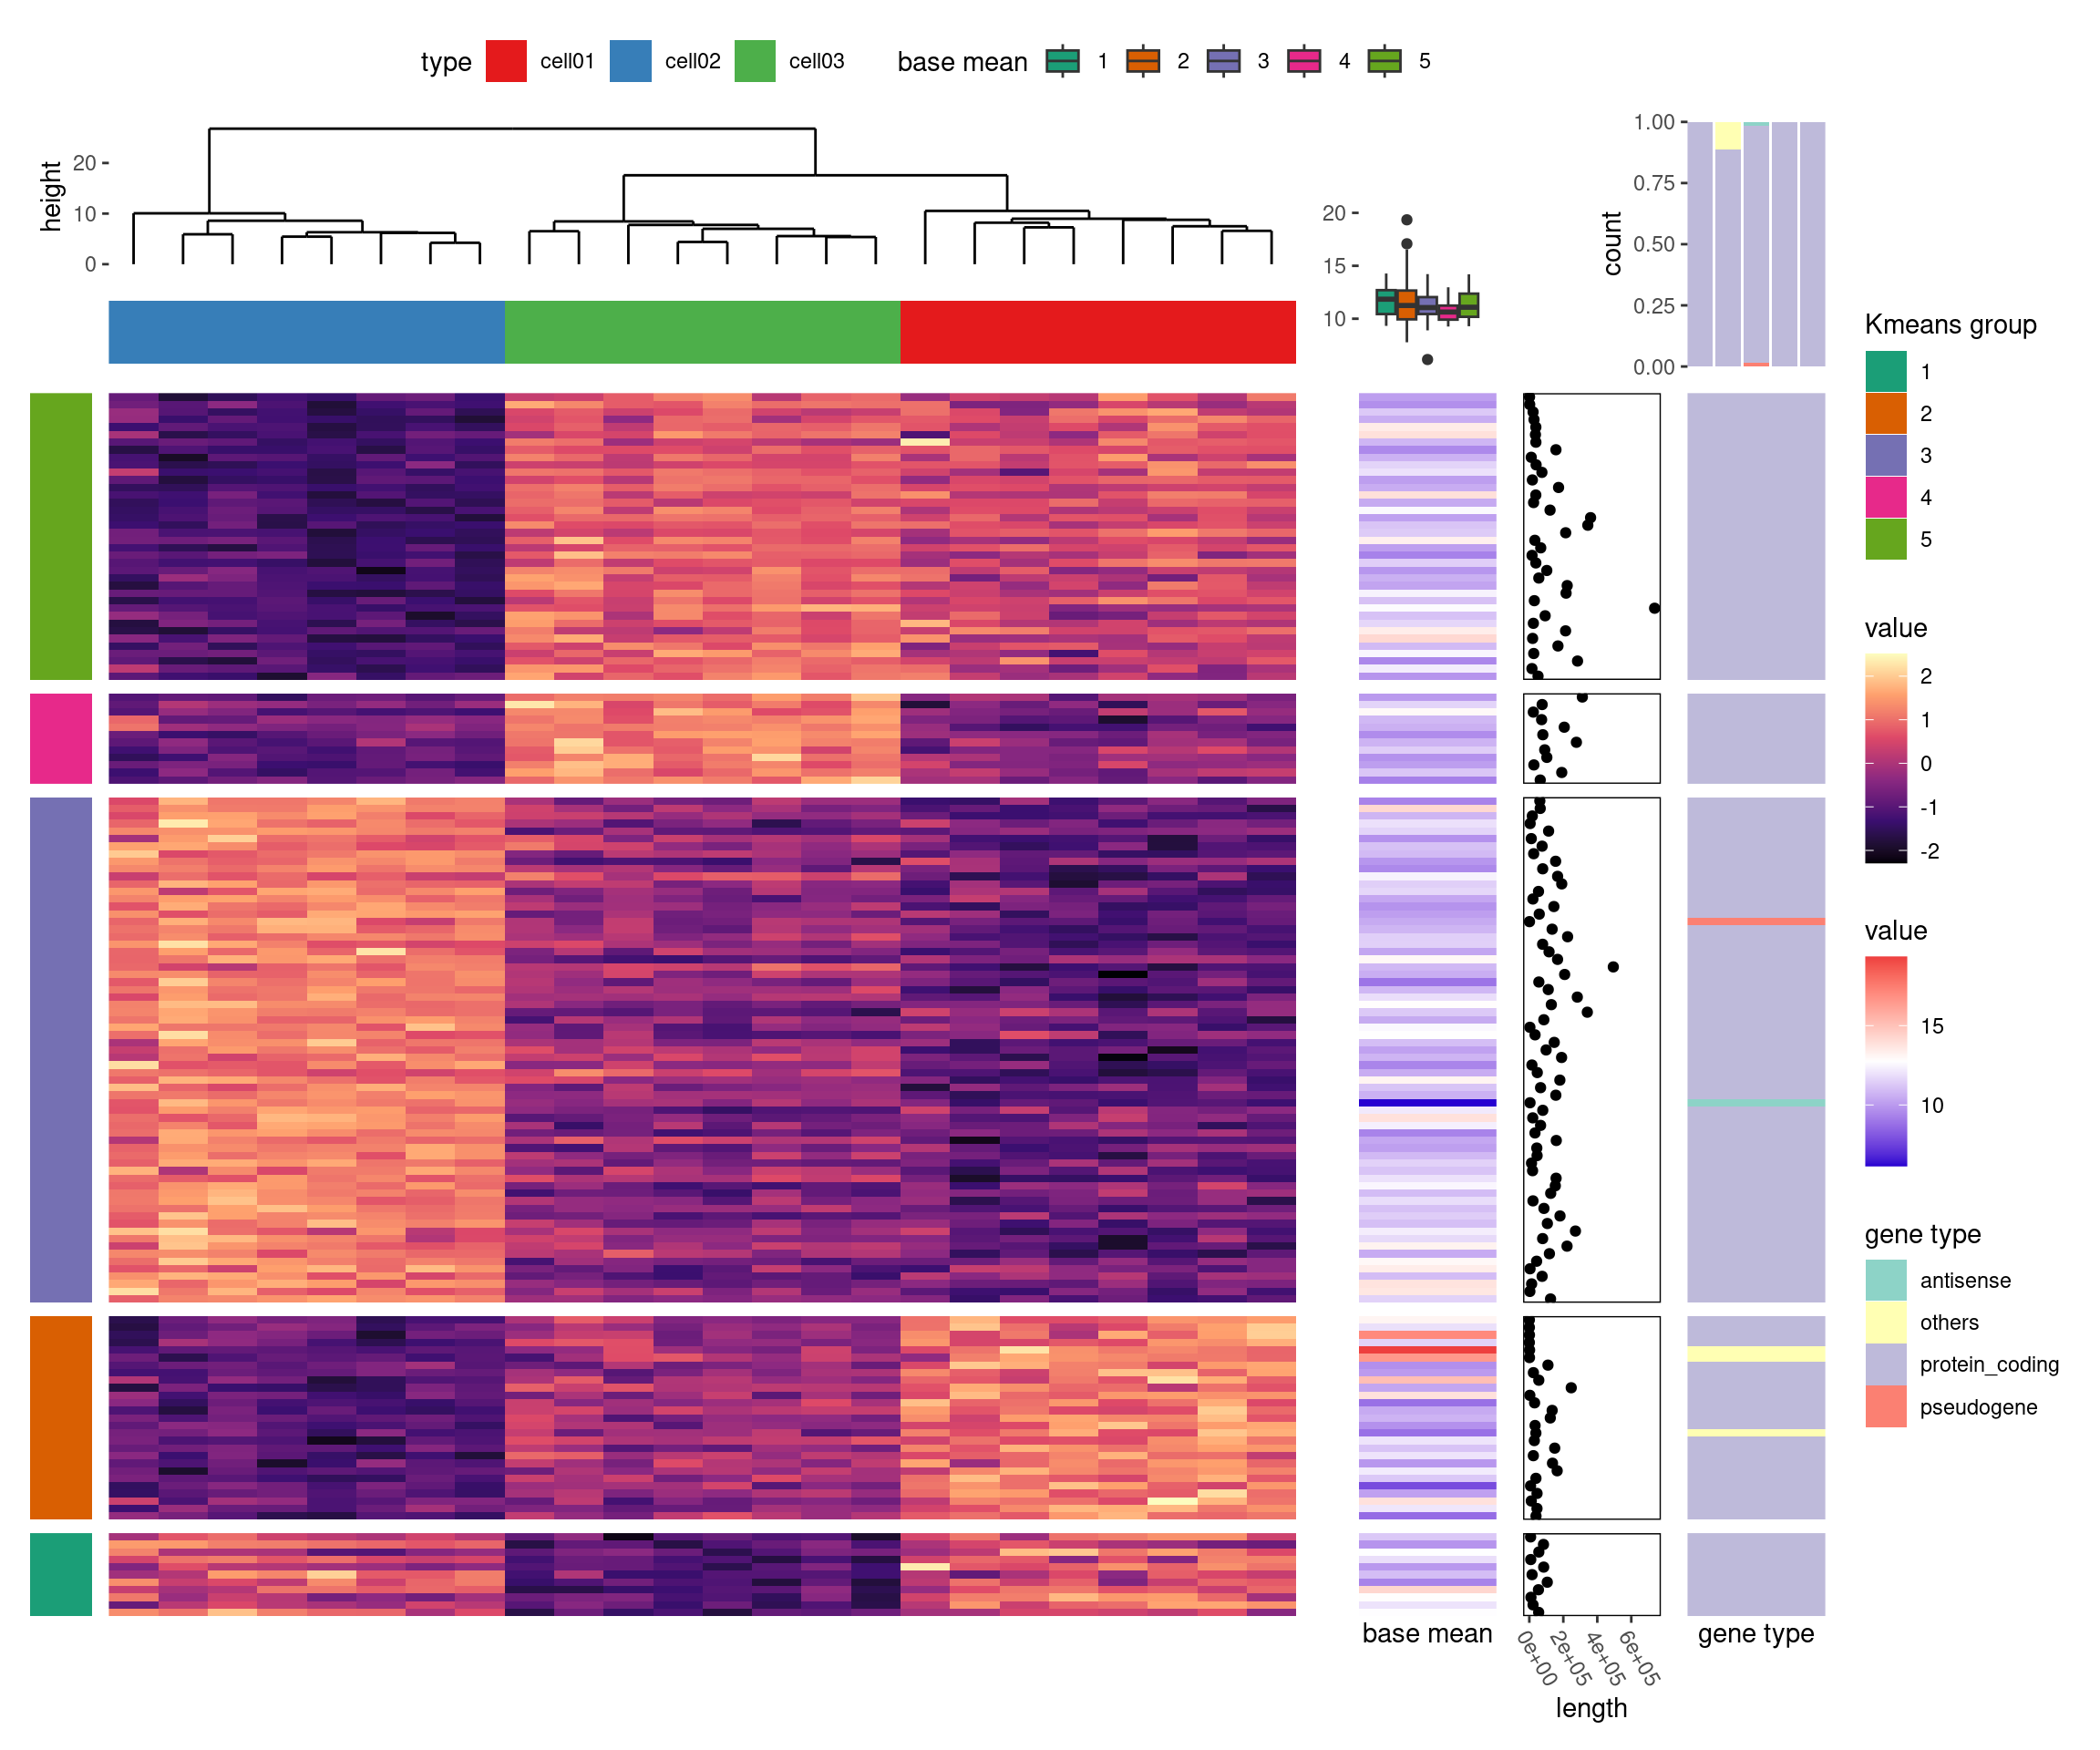 type cell01 cell02 cell03 base mean 1 2 3 4 5
height
20
10
0
20
15
10
count
1.00
0.75
0.50
0.25
0.00
Kmeans group
1
2
3
4
5
value
2
1
0
-1
-2
value
15
10
gene type
antisense
others
protein_coding
pseudogene
base mean
0e+00 2e+05 4e+05 6e+05
length
gene type